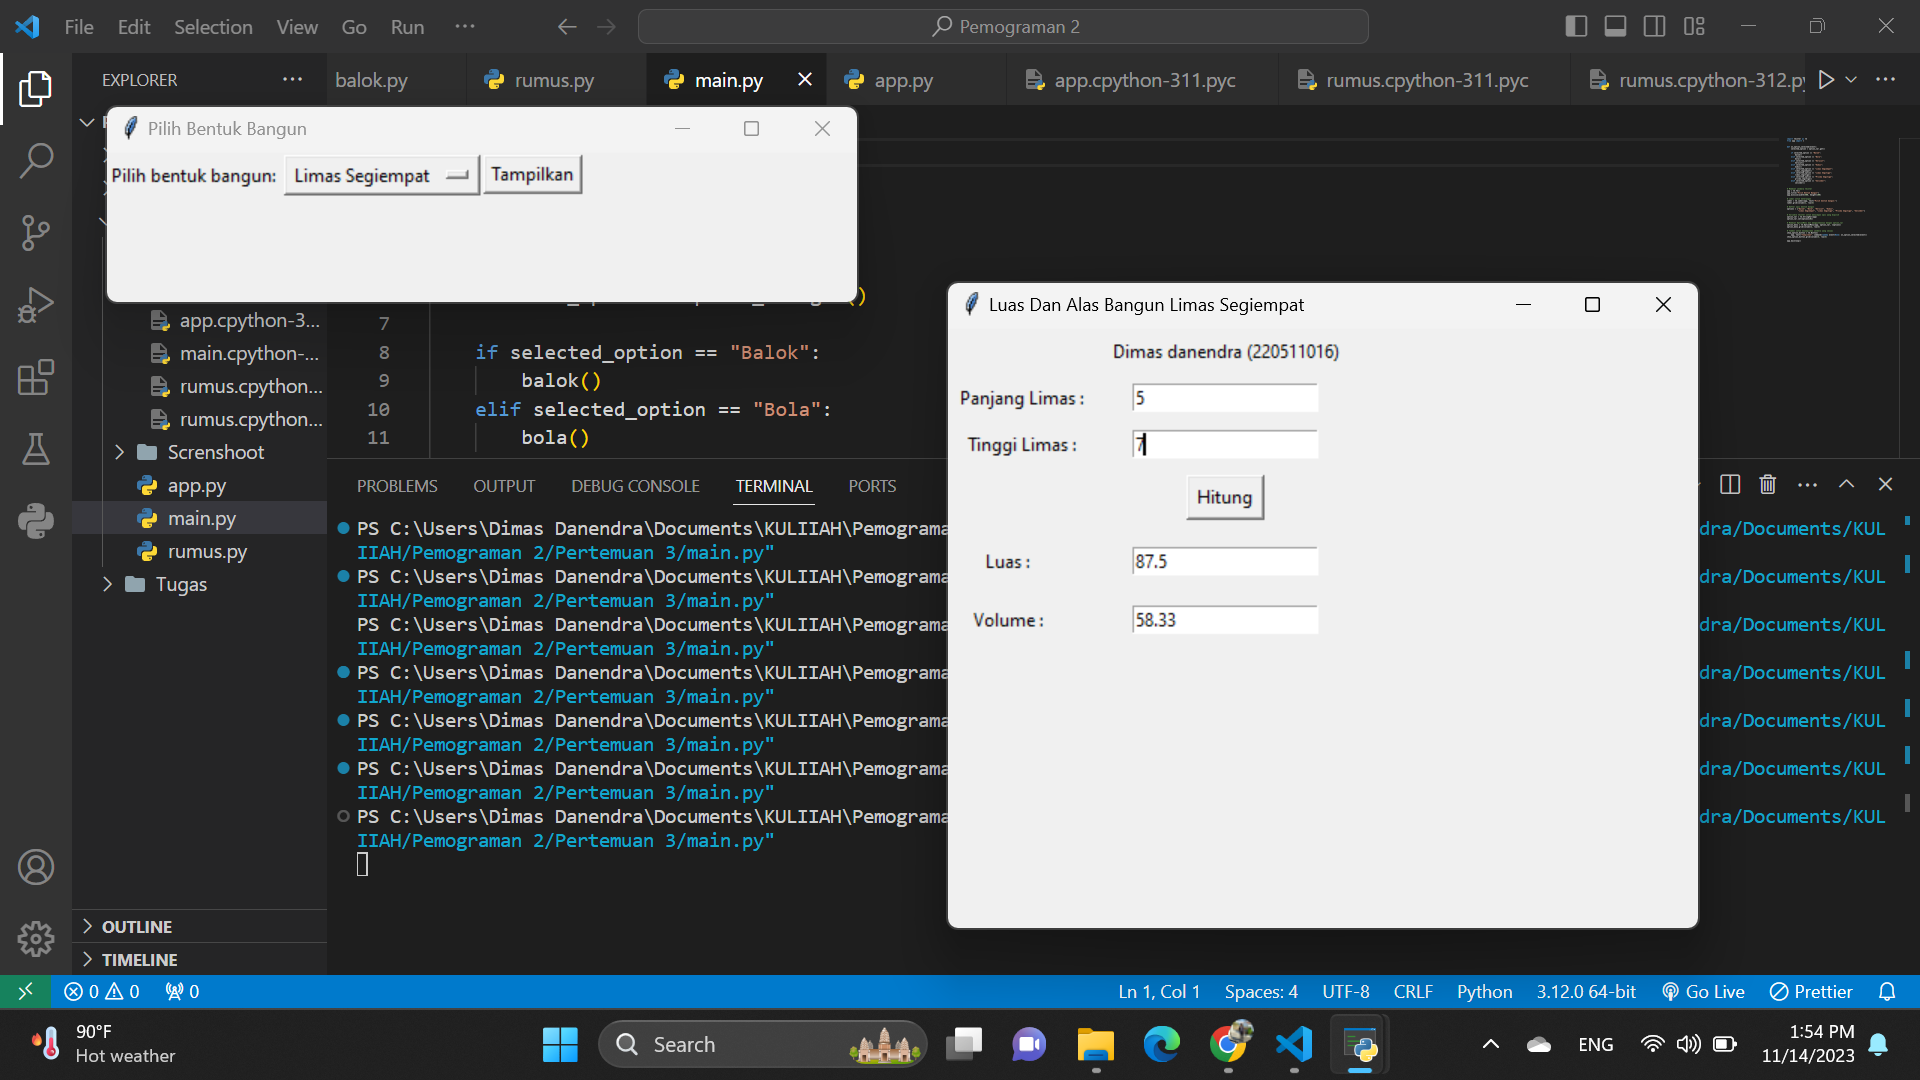 File Edit Selection View Go Run ···
Pemograman 2
EXPLORER
balok.py
rumus.py
main.py
app.py
app.cpython-311.pyc
rumus.cpython-311.pyc
rumus.cpython-312.py
Pilih Bentuk Bangun
Pilih bentuk bangun:
Limas Segiempat
Tampilkan
app.cpython-3...
main.cpython-...
rumus.cpython...
rumus.cpython...
Screnshoot
app.py
main.py
rumus.py
Tugas
OUTLINE
TIMELINE
7
8 if selected_option == "Balok":
9 balok()
10 elif selected_option == "Bola":
11 bola()
PROBLEMS OUTPUT DEBUG CONSOLE TERMINAL PORTS
PS C:\Users\Dimas Danendra\Documents\KULIIAH\Pemograma
dra/Documents/KUL
IIAH/Pemograman 2/Pertemuan 3/main.py"
PS C:\Users\Dimas Danendra\Documents\KULIIAH\Pemograma
dra/Documents/KUL
IIAH/Pemograman 2/Pertemuan 3/main.py"
PS C:\Users\Dimas Danendra\Documents\KULIIAH\Pemograma
dra/Documents/KUL
IIAH/Pemograman 2/Pertemuan 3/main.py"
PS C:\Users\Dimas Danendra\Documents\KULIIAH\Pemograma
dra/Documents/KUL
IIAH/Pemograman 2/Pertemuan 3/main.py"
PS C:\Users\Dimas Danendra\Documents\KULIIAH\Pemograma
dra/Documents/KUL
IIAH/Pemograman 2/Pertemuan 3/main.py"
PS C:\Users\Dimas Danendra\Documents\KULIIAH\Pemograma
dra/Documents/KUL
IIAH/Pemograman 2/Pertemuan 3/main.py"
PS C:\Users\Dimas Danendra\Documents\KULIIAH\Pemograma
dra/Documents/KUL
IIAH/Pemograman 2/Pertemuan 3/main.py"
Luas Dan Alas Bangun Limas Segiempat
Dimas danendra (220511016)
Panjang Limas : 5
Tinggi Limas : 7
Hitung
Luas : 87.5
Volume : 58.33
0 0 0
Ln 1, Col 1 Spaces: 4 UTF-8 CRLF Python 3.12.0 64-bit Go Live Prettier
90°F
Hot weather
Search
ENG
1:54 PM
11/14/2023